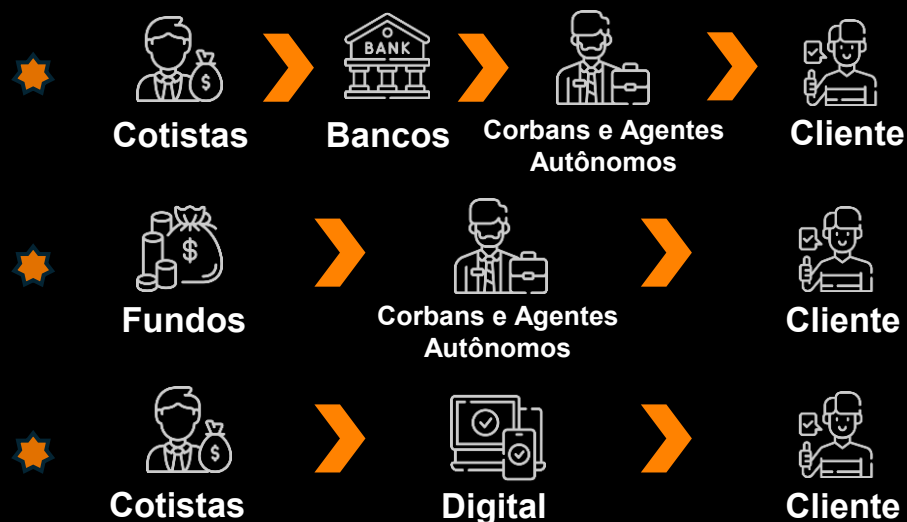 BANK
Cotistas
Bancos
Corbans e Agentes
Autônomos
Cliente
Fundos
Corbans e Agentes
Autônomos
Cliente
Cotistas
Digital
Cliente